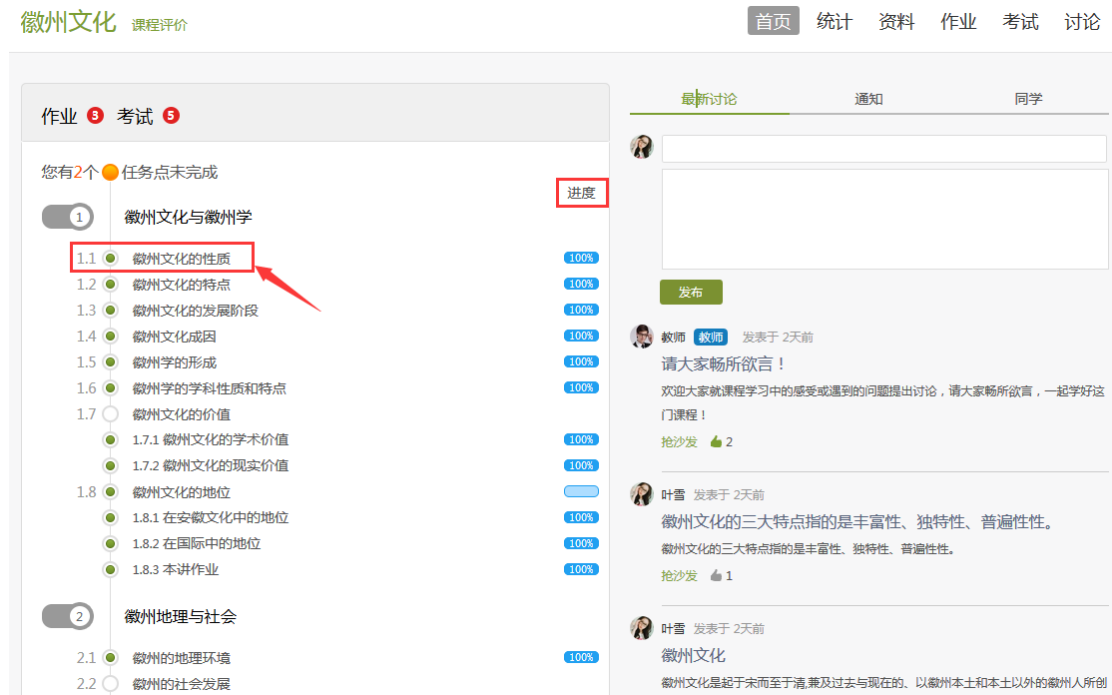 徽州文化 课程评价
首页 统计 资料 作业 考试 讨论
作业 3 考试 5
您有2个 任务点未完成
进度
1 徽州文化与徽州学
1.1 徽州文化的性质 100%
1.2 徽州文化的特点 100%
1.3 徽州文化的发展阶段 100%
1.4 徽州文化成因 100%
1.5 徽州学的形成 100%
1.6 徽州学的学科性质和特点 100%
1.7 徽州文化的价值
1.7.1 徽州文化的学术价值 100%
1.7.2 徽州文化的现实价值 100%
1.8 徽州文化的地位
1.8.1 在安徽文化中的地位 100%
1.8.2 在国际中的地位 100%
1.8.3 本讲作业 100%
2 徽州地理与社会
2.1 徽州的地理环境 100%
2.2 徽州的社会发展
最新讨论 通知 同学
发布
教师 教师 发表于 2天前
请大家畅所欲言！
欢迎大家就课程学习中的感受或遇到的问题提出讨论，请大家畅所欲言，一起学好这
门课程！
抢沙发 2
叶雪 发表于 2天前
徽州文化的三大特点指的是丰富性、独特性、普遍性性。
徽州文化的三大特点指的是丰富性、独特性、普遍性性。
抢沙发 1
叶雪 发表于 2天前
徽州文化
徽州文化是起于宋而至于清,兼及过去与现在的、以徽州本土和本土以外的徽州人所创